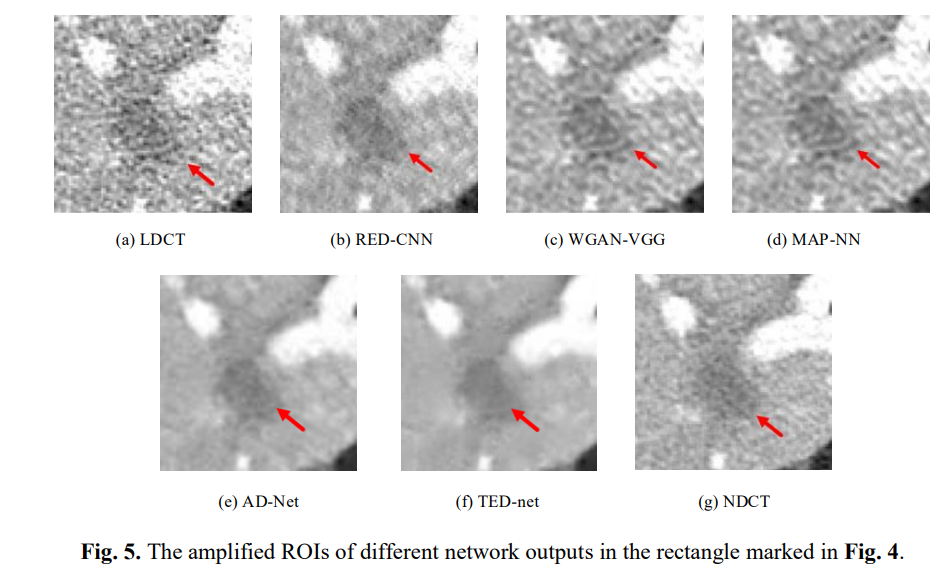 (a) LDCT (b) RED-CNN (c) WGAN-VGG (d) MAP-NN
(e) AD-Net (f) TED-net (g) NDCT
Fig. 5. The amplified ROIs of different network outputs in the rectangle marked in Fig. 4.